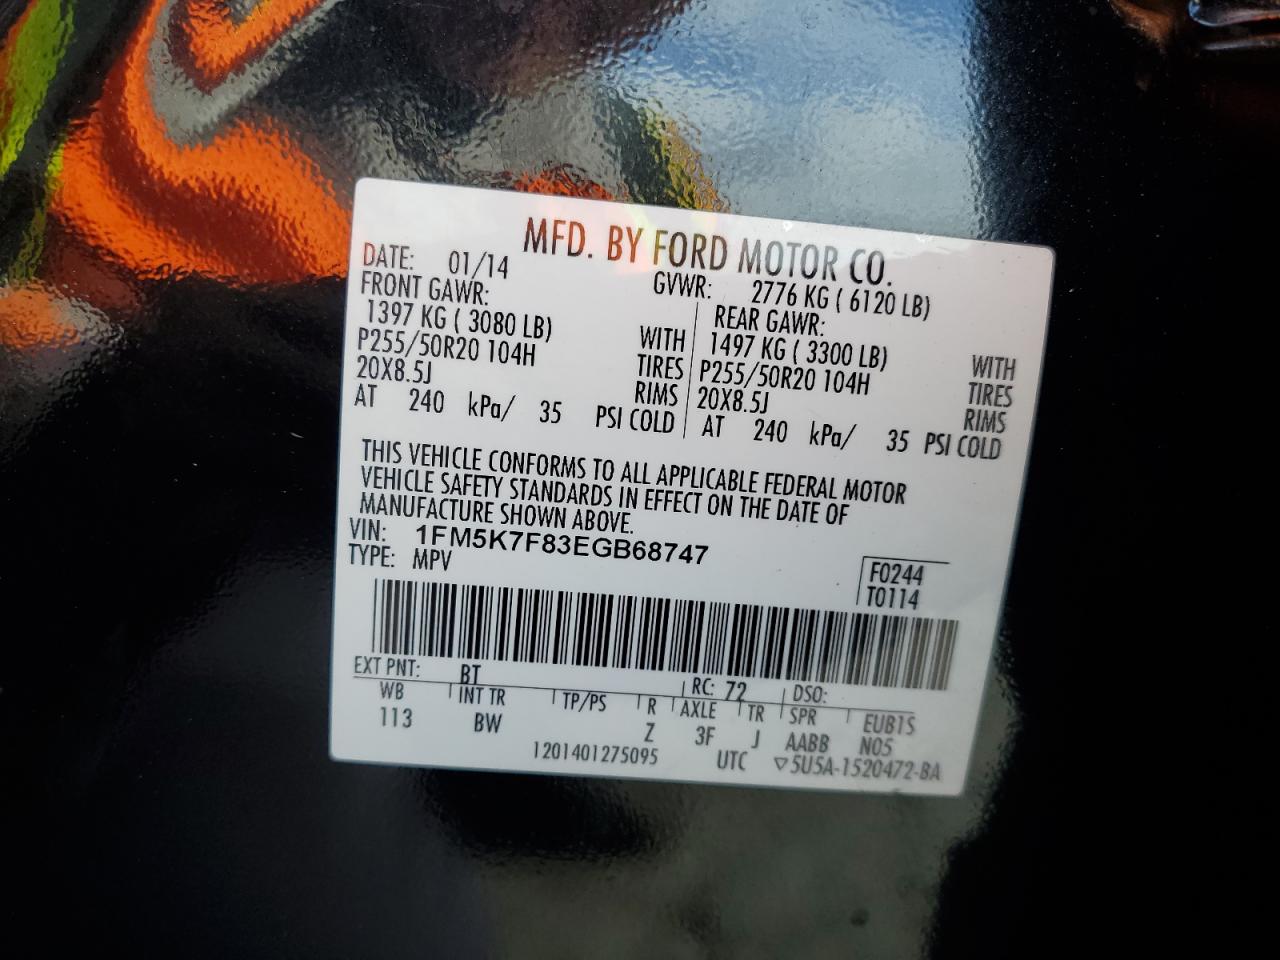 MFD. BY FORD MOTOR CO.
DATE: 01/14 GVWR: 2776 KG ( 6120 LB)
FRONT GAWR: REAR GAWR:
1397 KG ( 3080 LB) WITH 1497 KG ( 3300 LB) WITH
P255/50R20 104H TIRES P255/50R20 104H TIRES
20X8.5J RIMS 20X8.5J RIMS
AT 240 kPa/ 35 PSI COLD AT 240 kPa/ 35 PSI COLD
THIS VEHICLE CONFORMS TO ALL APPLICABLE FEDERAL MOTOR
VEHICLE SAFETY STANDARDS IN EFFECT ON THE DATE OF
MANUFACTURE SHOWN ABOVE.
VIN: 1FM5K7F83EGB68747
TYPE: MPV
F0244
T0114
EXT PNT: BT RC: 72 DSO:
WB INT TR TP/PS R AXLE TR SPR EUB1S
113 BW Z 3F J AABB N05
1201401275095 UTC ▽5U5A-1520472-BA